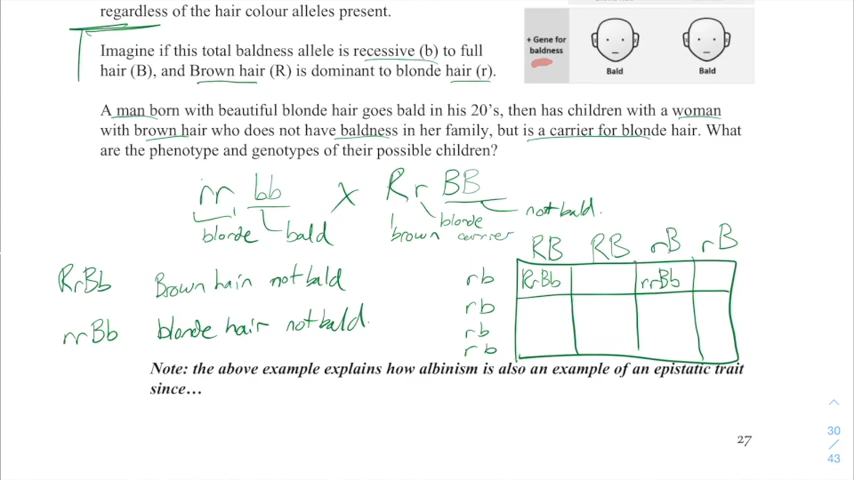 regardless of the hair colour alleles present.
Imagine if this total baldness allele is recessive (b) to full
hair (B), and Brown hair (R) is dominant to blonde hair (r).
+ Gene for
baldness
Bald
Bald
A man born with beautiful blonde hair goes bald in his 20's, then has children with a woman
with brown hair who does not have baldness in her family, but is a carrier for blonde hair. What
are the phenotype and genotypes of their possible children?
rr bb X Rr BB
blonde bald
brown blonde carrier
not bald.
RB RB rB rB
rb RrBb rrBb
rb
rb
rb
RrBb Brown hair not bald
rrBb blonde hair not bald.
Note: the above example explains how albinism is also an example of an epistatic trait
since…
27
30
/
43